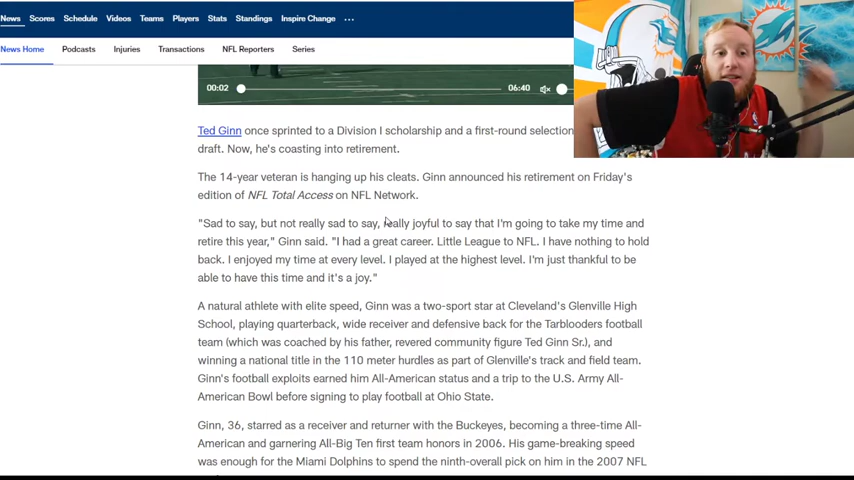 News Scores Schedule Videos Teams Players Stats Standings Inspire Change ...
News Home Podcasts Injuries Transactions NFL Reporters Series
00:02 06:40
Ted Ginn once sprinted to a Division I scholarship and a first-round selection
draft. Now, he's coasting into retirement.
The 14-year veteran is hanging up his cleats. Ginn announced his retirement on Friday's
edition of NFL Total Access on NFL Network.
"Sad to say, but not really sad to say, really joyful to say that I'm going to take my time and
retire this year," Ginn said. "I had a great career. Little League to NFL. I have nothing to hold
back. I enjoyed my time at every level. I played at the highest level. I'm just thankful to be
able to have this time and it's a joy."
A natural athlete with elite speed, Ginn was a two-sport star at Cleveland's Glenville High
School, playing quarterback, wide receiver and defensive back for the Tarblooders football
team (which was coached by his father, revered community figure Ted Ginn Sr.), and
winning a national title in the 110 meter hurdles as part of Glenville's track and field team.
Ginn's football exploits earned him All-American status and a trip to the U.S. Army All-
American Bowl before signing to play football at Ohio State.
Ginn, 36, starred as a receiver and returner with the Buckeyes, becoming a three-time All-
American and garnering All-Big Ten first team honors in 2006. His game-breaking speed
was enough for the Miami Dolphins to spend the ninth-overall pick on him in the 2007 NFL